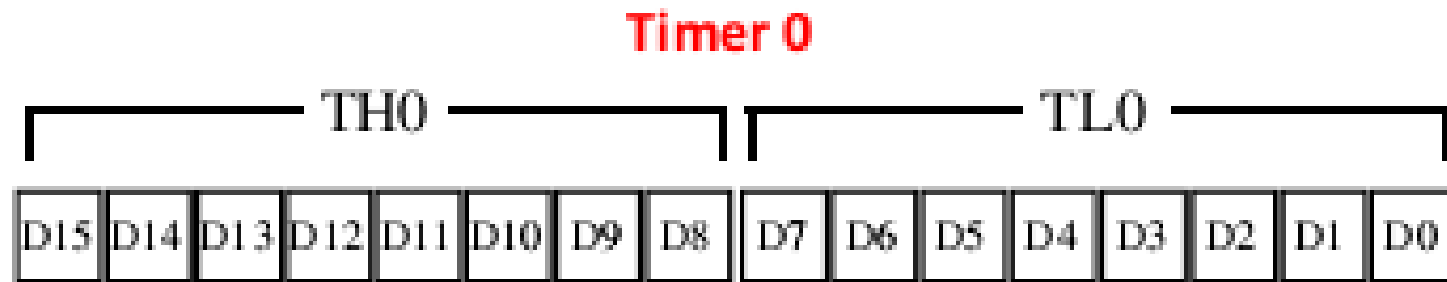 Timer 0
TH0 TL0
D15 D14 D13 D12 D11 D10 D9 D8 D7 D6 D5 D4 D3 D2 D1 D0